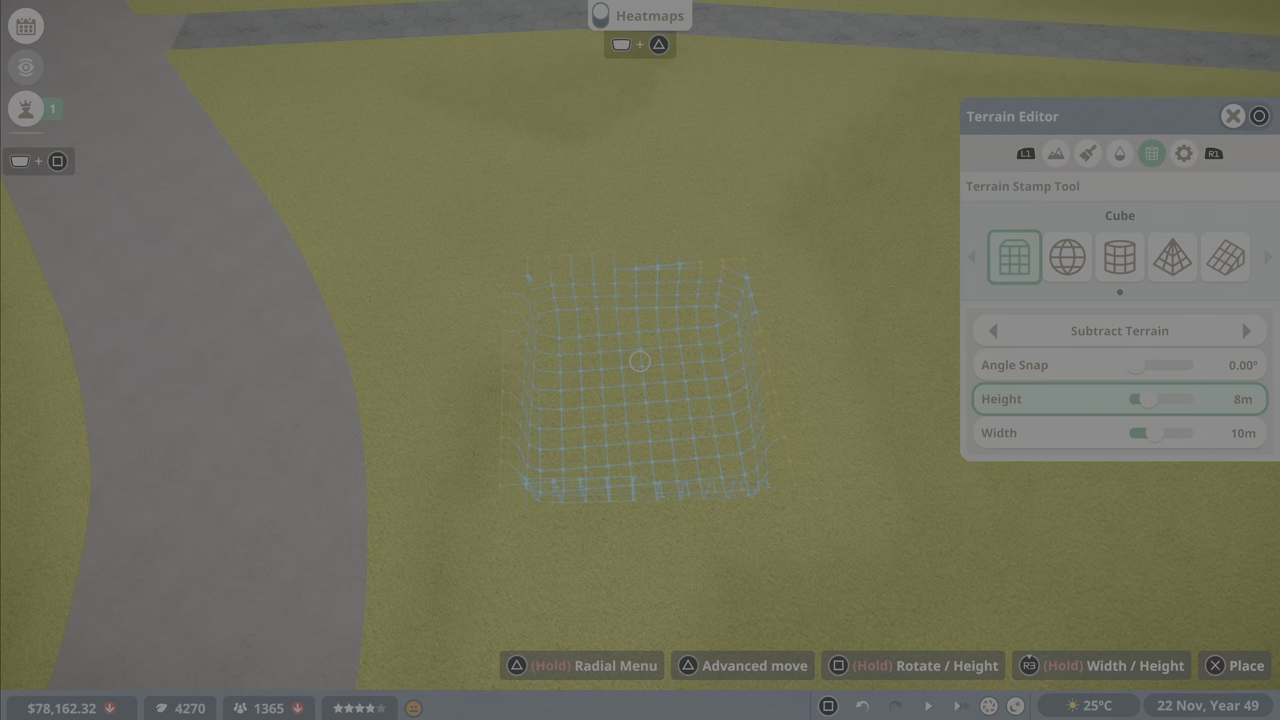 Heatmaps
+
1
+
Terrain Editor
L1
R1
Terrain Stamp Tool
Cube
Subtract Terrain
Angle Snap 0.00°
Height 8m
Width 10m
(Hold) Radial Menu
Advanced move
(Hold) Rotate / Height
R3 (Hold) Width / Height
Place
$78,162.32
4270
1365
25°C
22 Nov, Year 49